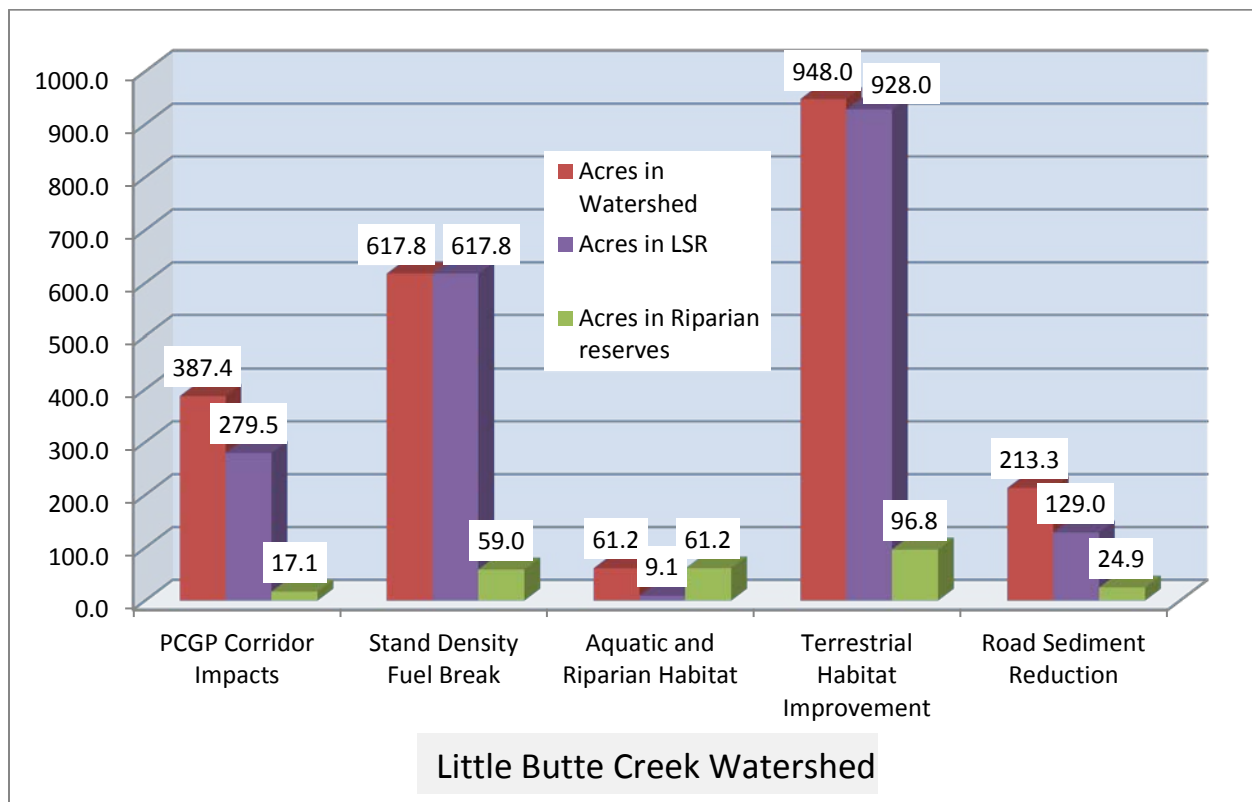 1000.0
900.0
800.0
700.0
600.0
500.0
400.0
300.0
200.0
100.0
0.0
948.0
928.0
617.8
617.8
387.4
279.5
17.1
59.0
61.2
9.1
61.2
96.8
213.3
129.0
24.9
Acres in
Watershed
Acres in LSR
Acres in Riparian
reserves
PCGP Corridor
Impacts
Stand Density
Fuel Break
Aquatic and
Riparian Habitat
Terrestrial
Habitat
Improvement
Road Sediment
Reduction
Little Butte Creek Watershed